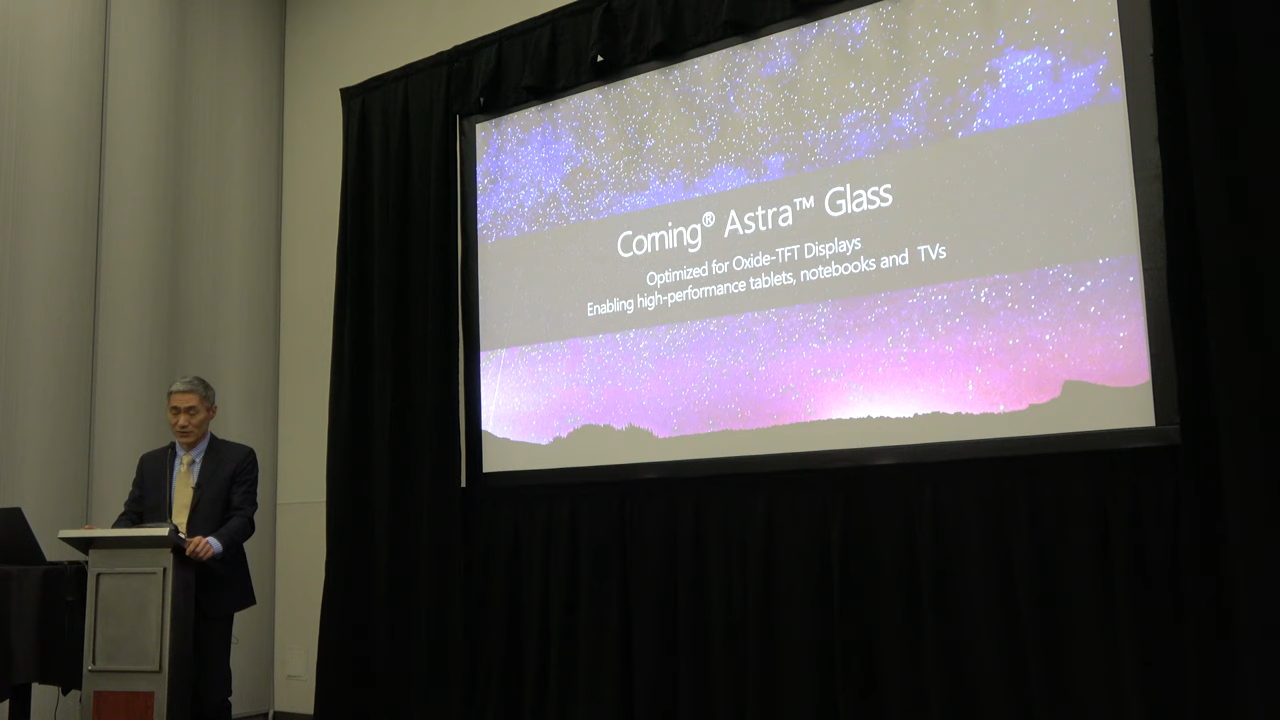 Corning® Astra™ Glass
Optimized for Oxide-TFT Displays
Enabling high-performance tablets, notebooks and TVs